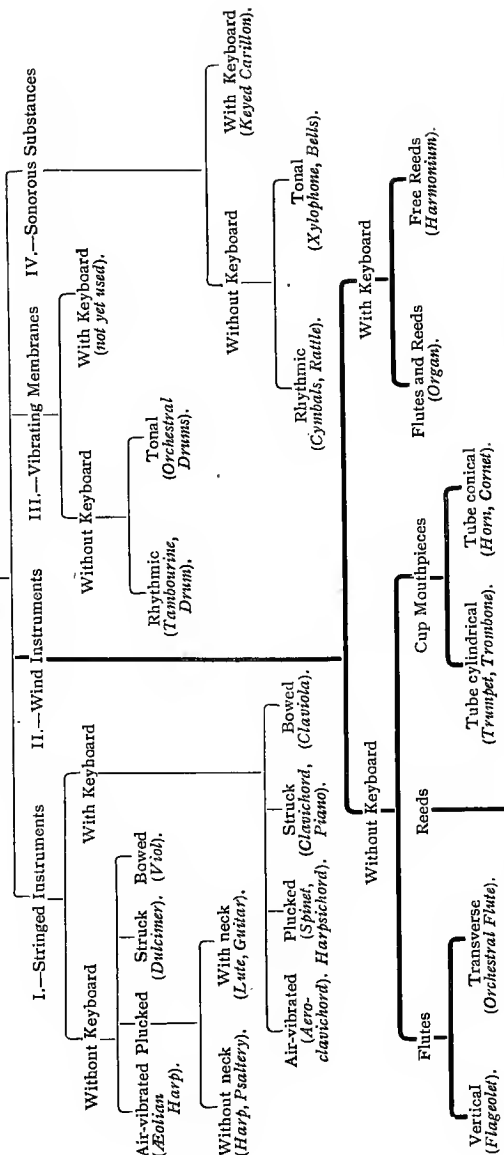 I.—Stringed Instruments
II.—Wind Instruments
III.—Vibrating Membranes
IV.—Sonorous Substances
Without Keyboard
With Keyboard
Air-vibrated
(Æolian
Harp).
Plucked
Struck
(Dulcimer).
Bowed
(Viol).
Without neck
(Harp, Psaltery).
With neck
(Lute, Guitar).
Air-vibrated
(Aero-
clavichord).
Plucked
(Spinet,
Harpsichord).
Struck
(Clavichord,
Piano).
Bowed
(Claviola).
Without Keyboard
With Keyboard
(not yet used).
Rhythmic
(Tambourine,
Drum).
Tonal
(Orchestral
Drums).
Without Keyboard
With Keyboard
(Keyed Carillon).
Rhythmic
(Cymbals, Rattle).
Tonal
(Xylophone, Bells).
Without Keyboard
With Keyboard
Flutes
Reeds
Cup Mouthpieces
Flutes and Reeds
(Organ).
Free Reeds
(Harmonium).
Vertical
(Flageolet).
Transverse
(Orchestral Flute).
Tube cylindrical
(Trumpet, Trombone).
Tube conical
(Horn, Cornet).